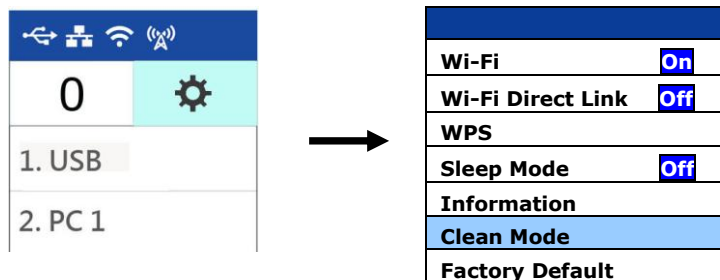 0
1. USB
2. PC 1
Wi-Fi On
Wi-Fi Direct Link Off
WPS
Sleep Mode Off
Information
Clean Mode
Factory Default